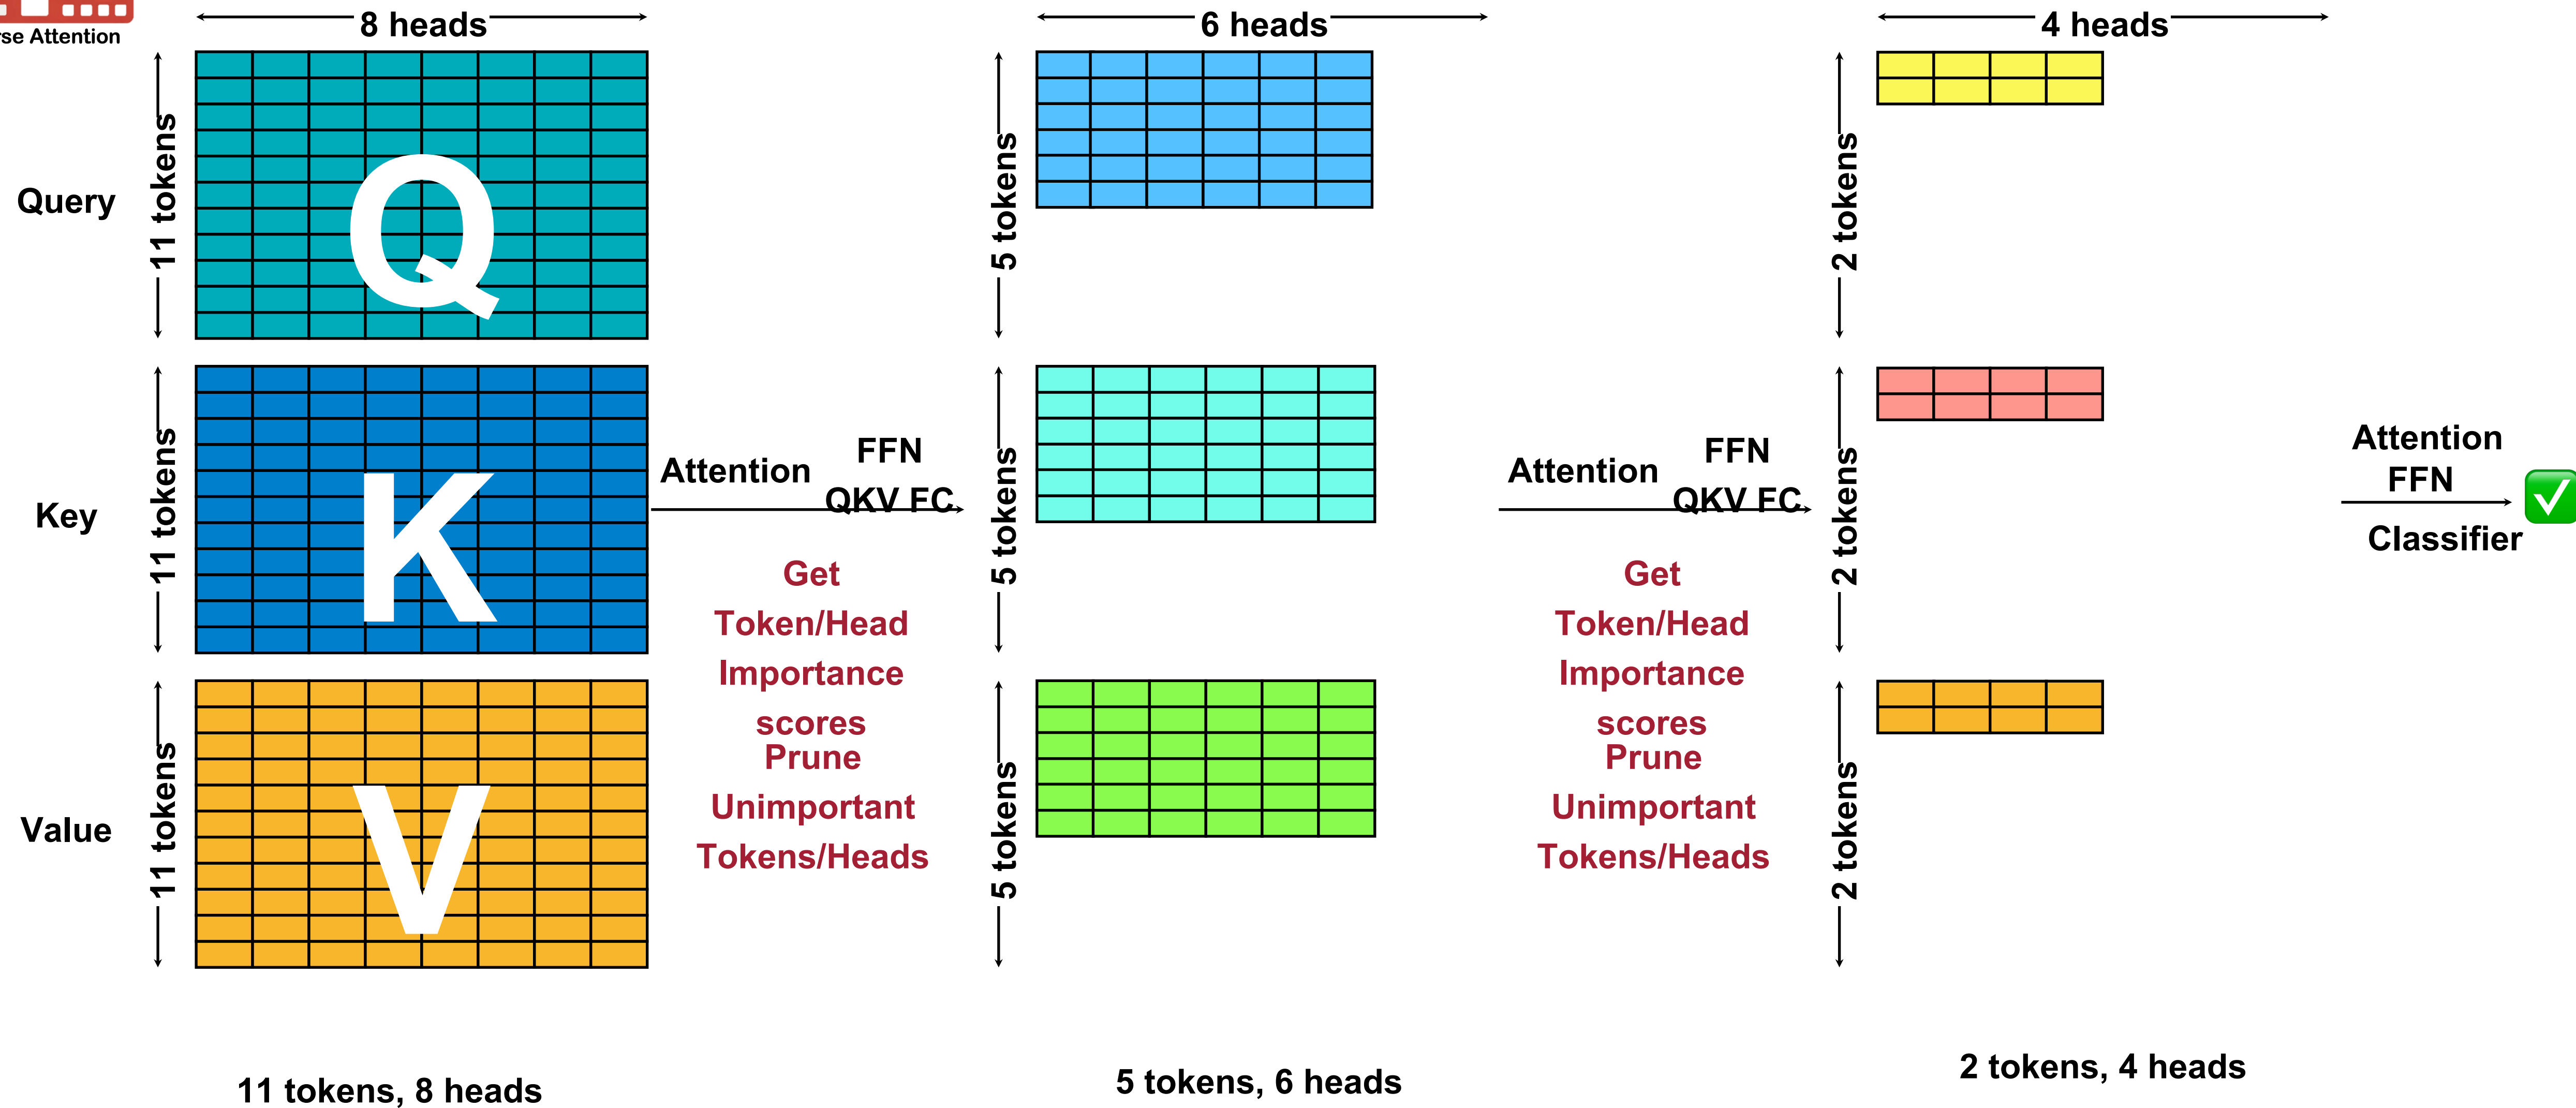 rse Attention
8 heads
6 heads
4 heads
Query
11 tokens
Q
5 tokens
2 tokens
Key
11 tokens
K
Attention
FFN
QKV FC
5 tokens
Attention
FFN
QKV FC
2 tokens
Attention
FFN
Classifier
Get
Token/Head
Importance
scores
Prune
Unimportant
Tokens/Heads
Get
Token/Head
Importance
scores
Prune
Unimportant
Tokens/Heads
Value
11 tokens
V
5 tokens
2 tokens
11 tokens, 8 heads
5 tokens, 6 heads
2 tokens, 4 heads